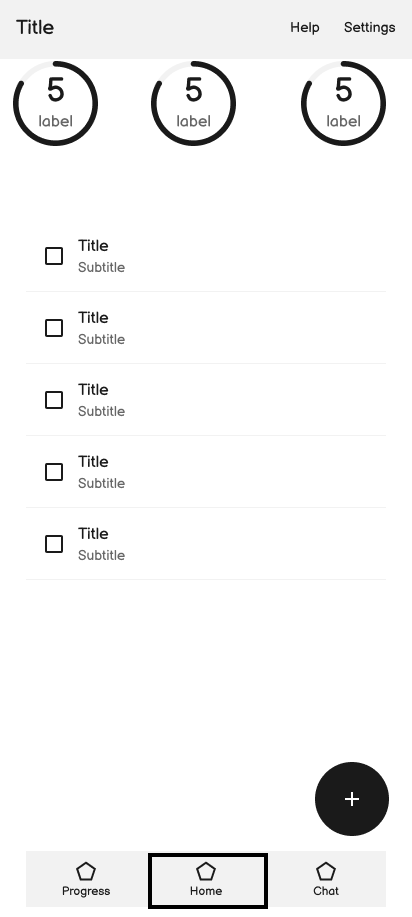 Title Help Settings
5 5 5
label label label
Title
Subtitle
Title
Subtitle
Title
Subtitle
Title
Subtitle
Title
Subtitle
+
Progress Home Chat